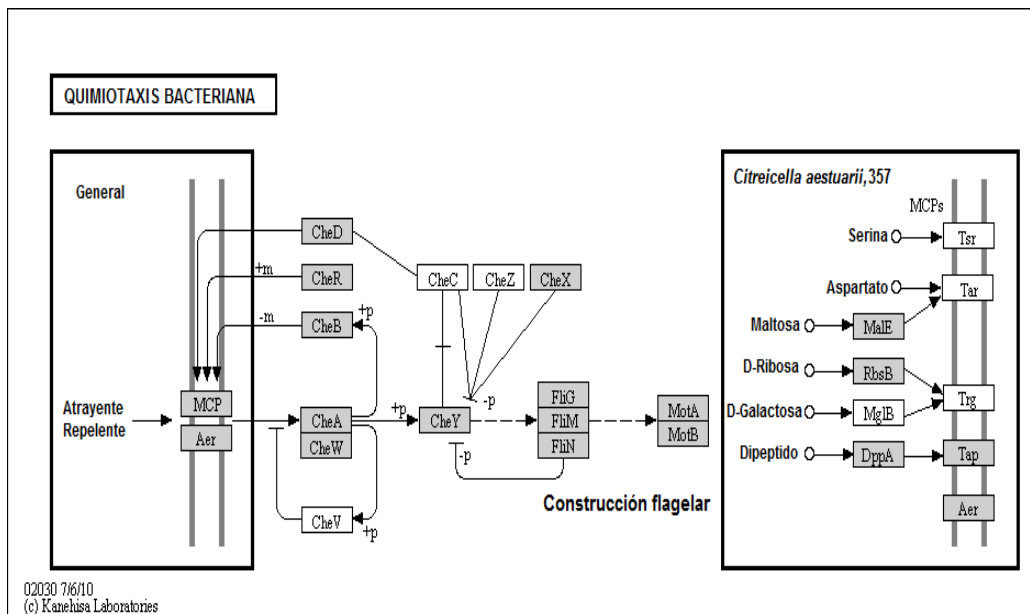 QUIMIOTAXIS BACTERIANA
General
CheD
+m
CheR
-m
CheB
+p
MCP
Atrayente
Repelente
Aer
CheA
CheW
+p
CheV
+p
CheC
CheZ
CheX
-p
CheY
-p
FliG
FliM
FliN
MotA
MotB
Construcción flagelar
Citreicella aestuarii, 357
MCPs
Serina
Tsr
Aspartato
Tar
Maltosa
MalE
D-Ribosa
RbsB
Trg
D-Galactosa
MglB
Dipeptido
DppA
Tap
Aer
02030 7/6/10
(c) Kanehisa Laboratories